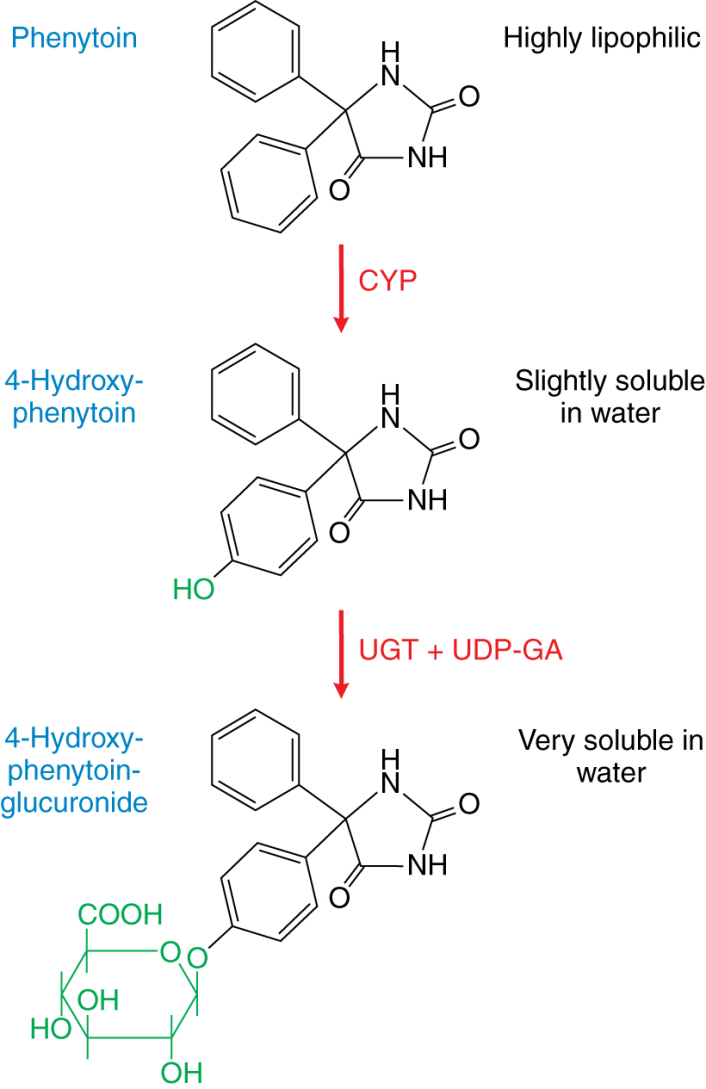 Phenytoin
Highly lipophilic
H
N
O
NH
O
CYP
4-Hydroxy-
phenytoin
Slightly soluble
in water
H
N
O
NH
O
HO
UGT + UDP-GA
4-Hydroxy-
phenytoin-
glucuronide
Very soluble in
water
H
N
O
NH
O
COOH
O
O
OH
HO
OH